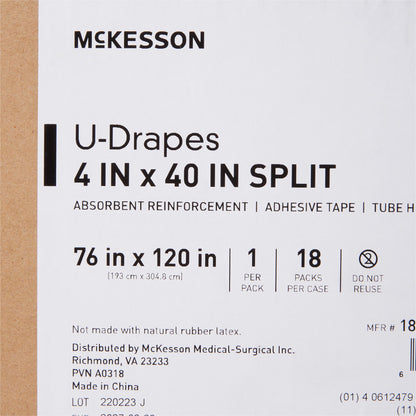 McKESSON
U-Drapes
4 IN x 40 IN SPLIT
ABSORBENT REINFORCEMENT | ADHESIVE TAPE | TUBE H
76 in x 120 in
(193 cm x 304.8 cm)
1
PER
PACK
18
PACKS
PER CASE
2
DO NOT
REUSE
Not made with natural rubber latex.
MFR # 18
Distributed by McKesson Medical-Surgical Inc.
Richmond, VA 23233
PVN A0318
Made in China
6
LOT 220223 J
(01) 4 0612479
(11)